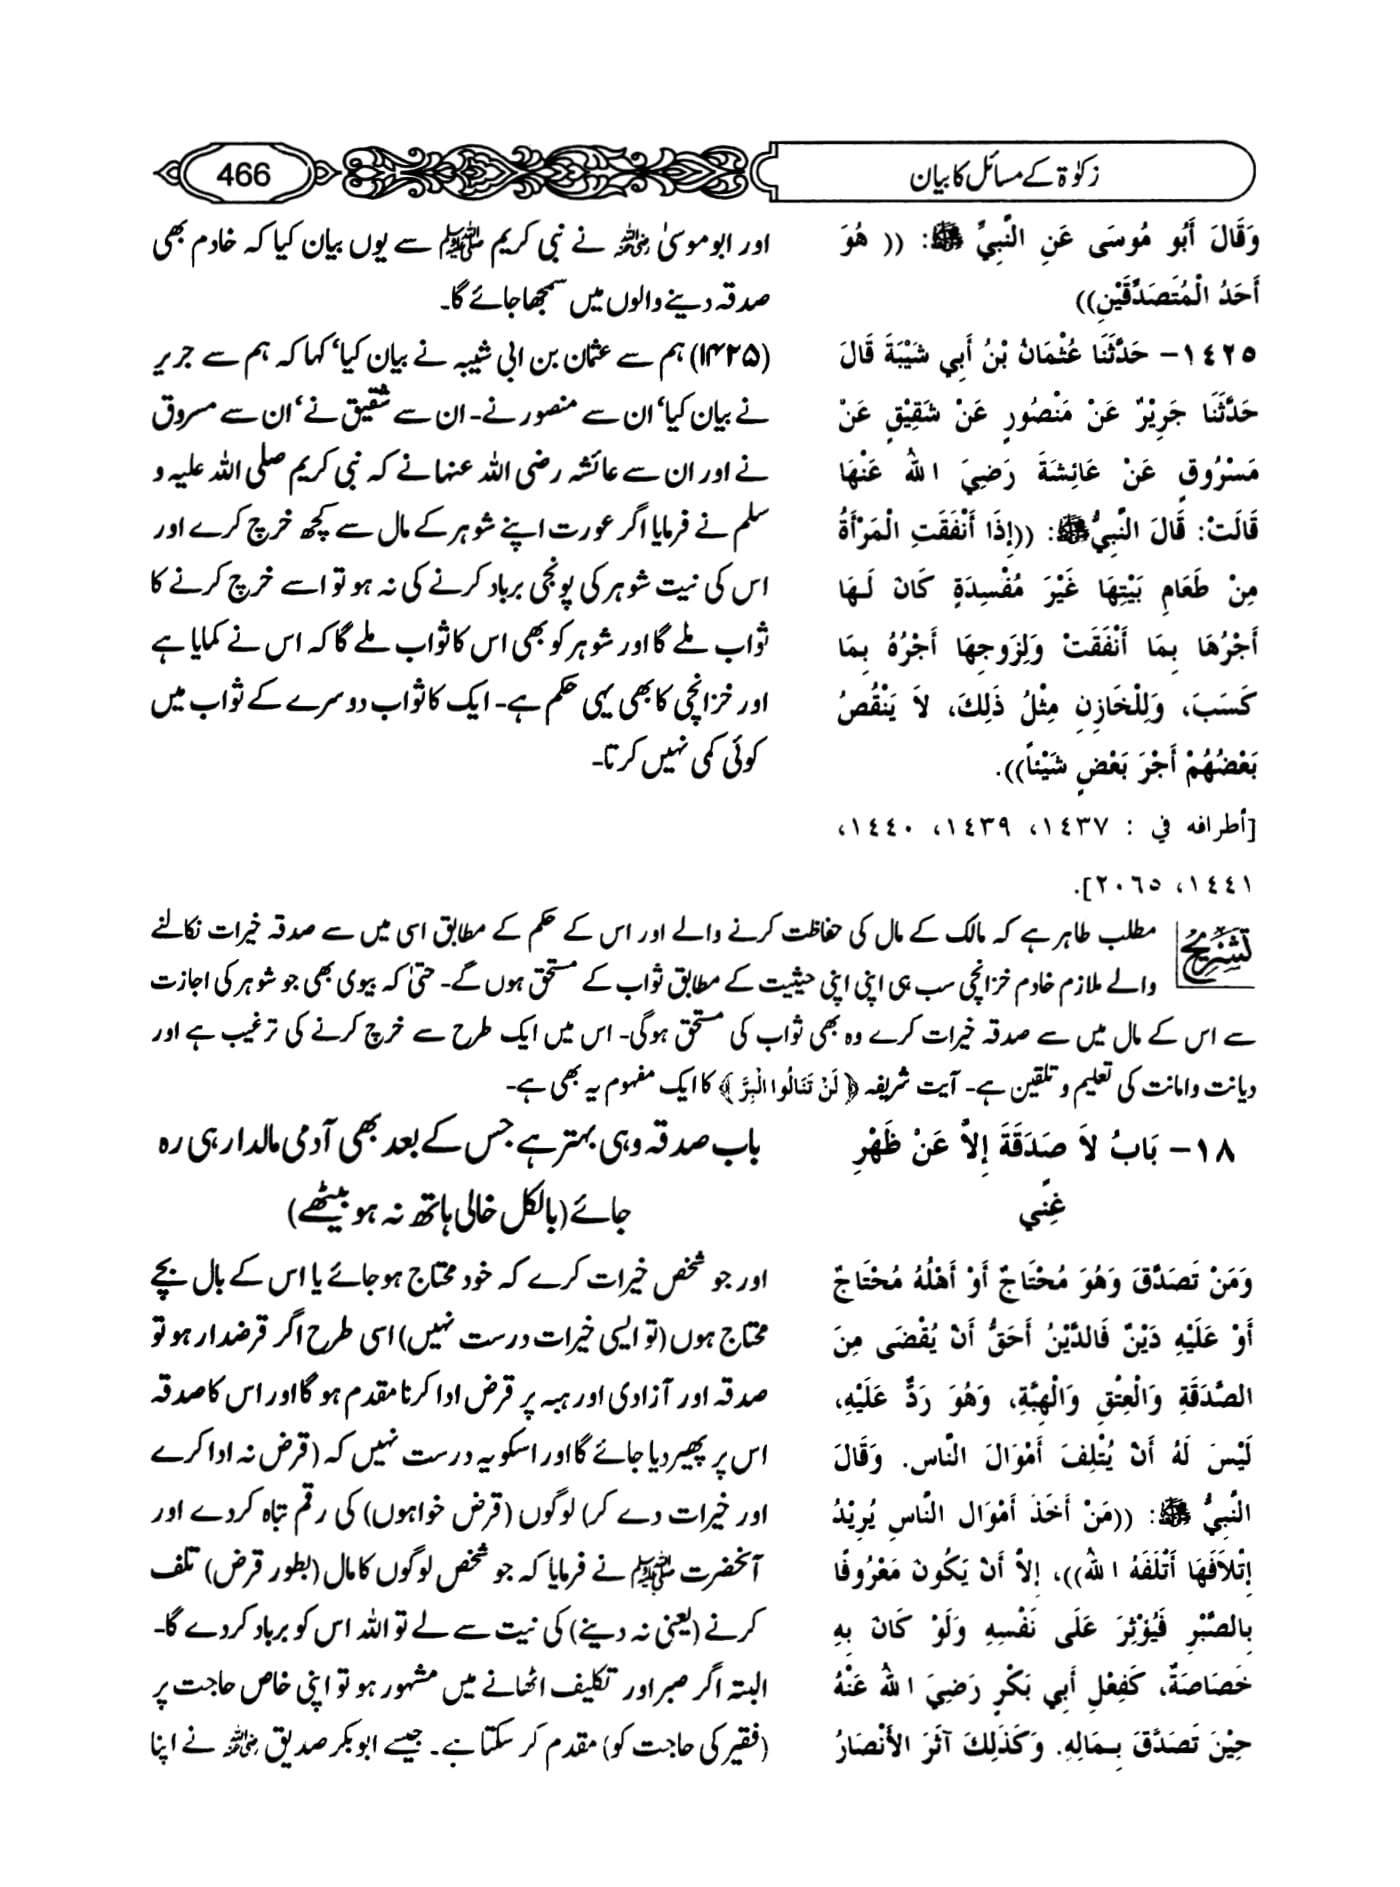 زکوٰۃ کے مسائل کا بیان
466
وَقَالَ أَبُو مُوسَى عَنِ النَّبِيِّ ﷺ: (( هُوَ
أَحَدُ الْمُتَصَدِّقَيْنِ))
١٤٢٥- حَدَّثَنَا عُثْمَانُ بْنُ أَبِي شَيْبَةَ قَالَ
حَدَّثَنَا جَرِيْرٌ عَنْ مَنْصُورٍ عَنْ شَقِيْقٍ عَنْ
مَسْرُوقٍ عَنْ عَائِشَةَ رَضِيَ اللهُ عَنْهَا
قَالَتْ: قَالَ النَّبِيُّ ﷺ: ((إِذَا أَنْفَقَتِ الْمَرْأَةُ
مِنْ طَعَامِ بَيْتِهَا غَيْرَ مُفْسِدَةٍ كَانَ لَهَا
أَجْرُهَا بِمَا أَنْفَقَتْ وَلِزَوجِهَا أَجْرُهُ بِمَا
كَسَبَ، وَلِلْخَازِنِ مِثْلُ ذَلِكَ، لاَ يَنْقُصُ
بَعْضُهُمْ أَجْرَ بَعْضٍ شَيْئاً)).
[أطرافه في : ١٤٣٧، ١٤٣٩، ١٤٤٠،
١٤٤١، ٢٠٦٥].
اور ابوموسیٰ رضی اللہ عنہ نے نبی کریم ﷺ سے یوں بیان کیا کہ خادم بھی
صدقہ دینے والوں میں سمجھا جائے گا۔
(۱۴۲۵) ہم سے عثمان بن ابی شیبہ نے بیان کیا‘ کہا کہ ہم سے جریر
نے بیان کیا‘ ان سے منصور نے۔ ان سے شقیق نے‘ ان سے مسروق
نے اور ان سے عائشہ رضی اللہ عنہا نے کہ نبی کریم صلی اللہ علیہ و
سلم نے فرمایا اگر عورت اپنے شوہر کے مال سے کچھ خرچ کرے اور
اس کی نیت شوہر کی پونجی برباد کرنے کی نہ ہو تو اسے خرچ کرنے کا
ثواب ملے گا اور شوہر کو بھی اس کا ثواب ملے گا کہ اس نے کمایا ہے
اور خزانچی کا بھی یہی حکم ہے۔ ایک کا ثواب دوسرے کے ثواب میں
کوئی کمی نہیں کرتا۔
تشریح
مطلب ظاہر ہے کہ مالک کے مال کی حفاظت کرنے والے اور اس کے حکم کے مطابق اسی میں سے صدقہ خیرات نکالنے
والے ملازم خادم خزانچی سب ہی اپنی اپنی حیثیت کے مطابق ثواب کے مستحق ہوں گے۔ حتیٰ کہ بیوی بھی جو شوہر کی اجازت
سے اس کے مال میں سے صدقہ خیرات کرے وہ بھی ثواب کی مستحق ہوگی۔ اس میں ایک طرح سے خرچ کرنے کی ترغیب ہے اور
دیانت وامانت کی تعلیم و تلقین ہے۔ آیت شریفہ ﴿ لَنْ تَنَالُوا الْبِرَّ ﴾ کا ایک مفہوم یہ بھی ہے۔
١٨- بَابُ لاَ صَدَقَةَ إِلاَّ عَنْ ظَهْرِ
غِنًي
وَمَنْ تَصَدَّقَ وَهُوَ مُحْتَاجٌ أَوْ أَهْلُهُ مُحْتَاجٌ
أَوْ عَلَيْهِ دَيْنٌ فَالدَّيْنُ أَحَقُّ أَنْ يُقْضَى مِنَ
الصَّدَقَةِ وَالْعِتْقِ وَالْهِبَّةِ، وَهُوَ رَدٌّ عَلَيْهِ،
لَيْسَ لَهُ أَنْ يُتْلِفَ أَمْوَالَ النَّاسِ. وَقَالَ
النَّبِيُّ ﷺ: ((مَنْ أَخَذَ أَمْوَالَ النَّاسِ يُرِيْدُ
إِتْلاَفَهَا أَتْلَفَهُ اللهُ))، إِلاَّ أَنْ يَكُونَ مَعْرُوفًا
بِالصَّبْرِ فَيُؤْثِرَ عَلَى نَفْسِهِ وَلَوْ كَانَ بِهِ
خَصَاصَةٌ، كَفِعْلِ أَبِي بَكْرٍ رَضِيَ اللهُ عَنْهُ
حِيْنَ تَصَدَّقَ بِمَالِهِ. وَكَذَلِكَ آثَرَ الأَنْصَارُ
باب صدقہ وہی بہتر ہے جس کے بعد بھی آدمی مالدار ہی رہ
جائے (بالکل خالی ہاتھ نہ ہو بیٹھے)
اور جو شخص خیرات کرے کہ خود محتاج ہو جائے یا اس کے بال بچے
محتاج ہوں (تو ایسی خیرات درست نہیں) اسی طرح اگر قرضدار ہو تو
صدقہ اور آزادی اور ہبہ پر قرض ادا کرنا مقدم ہو گا اور اس کا صدقہ
اس پر پھیر دیا جائے گا اور اسکو یہ درست نہیں کہ (قرض نہ ادا کرے
اور خیرات دے کر) لوگوں (قرض خواہوں) کی رقم تباہ کردے اور
آنحضرت ﷺ نے فرمایا کہ جو شخص لوگوں کا مال (بطور قرض) تلف
کرنے (یعنی نہ دینے) کی نیت سے لے تو اللہ اس کو برباد کردے گا۔
البتہ اگر صبر اور تکلیف اٹھانے میں مشہور ہو تو اپنی خاص حاجت پر
(فقیر کی حاجت کو) مقدم کر سکتا ہے۔ جیسے ابو بکر صدیق رضی اللہ عنہ نے اپنا